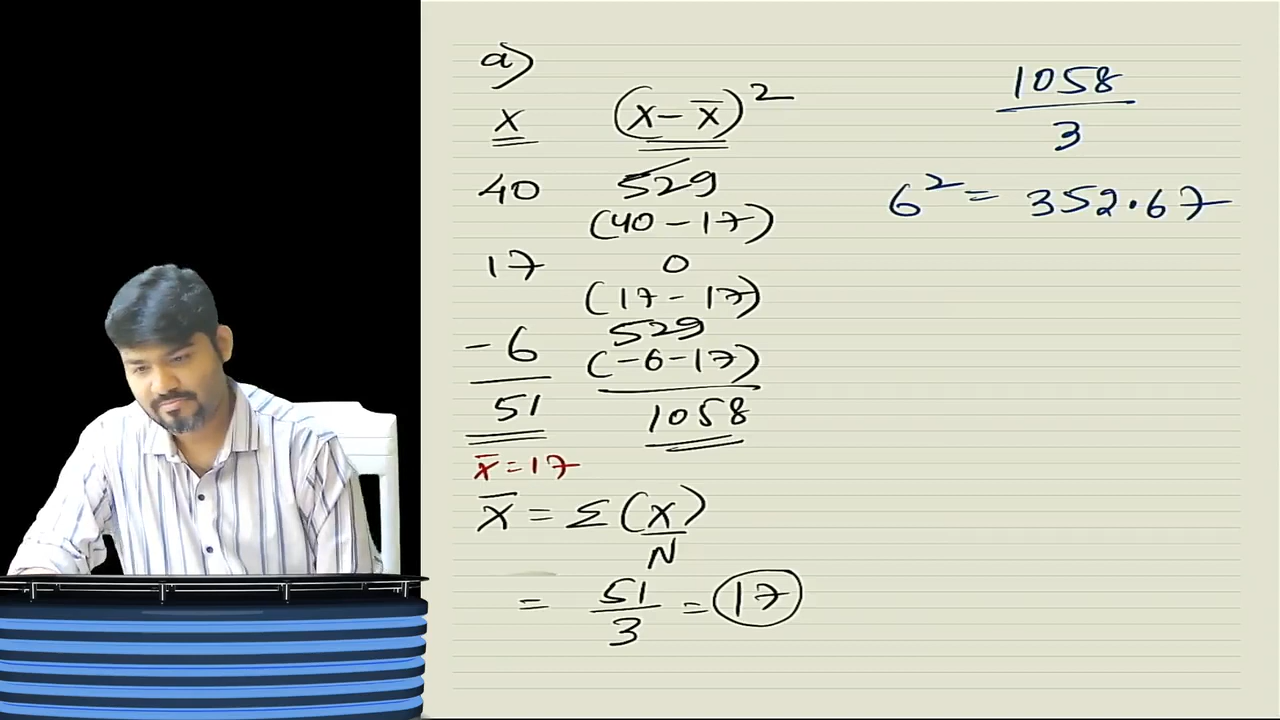 a)
x (x - x̄)²
40 529
(40 - 17)
17 0
(17 - 17)
- 6 529
(-6 - 17)
51 1058
x̄ = 17
x̄ = Σ (x/N)
= 51/3 = 17
1058/3
6² = 352.67